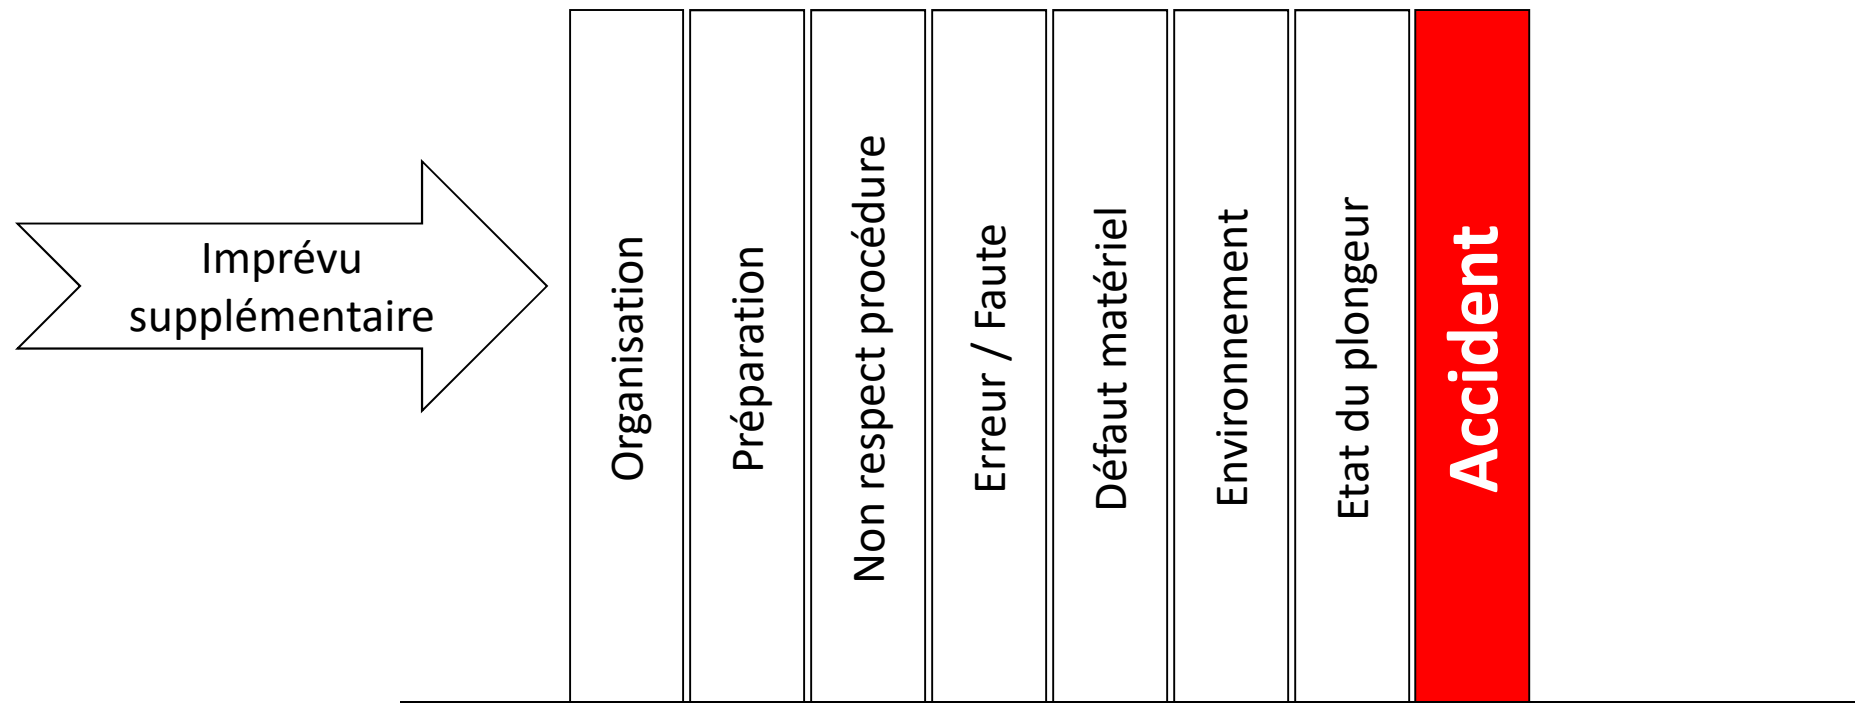 Imprévu
supplémentaire
Organisation
Préparation
Non respect procédure
Erreur / Faute
Défaut matériel
Environnement
Etat du plongeur
Accident